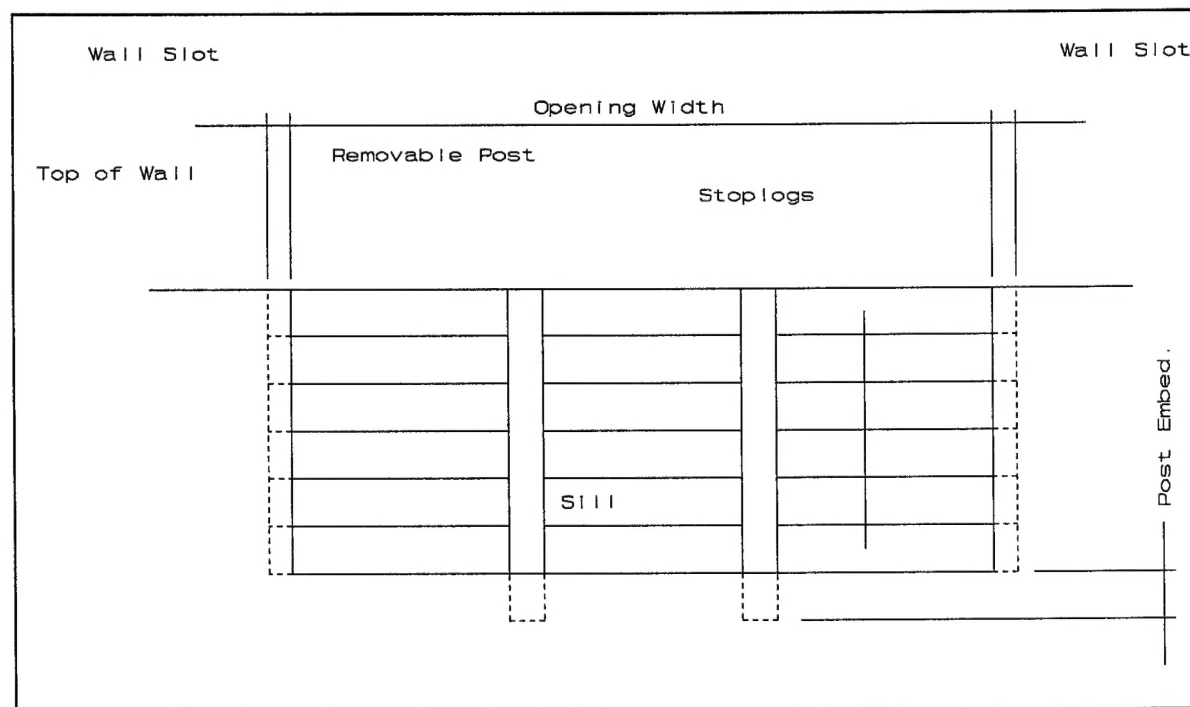 Wall Slot
Wall Slot
Opening Width
Removable Post
Top of Wall
Stoplogs
Post Embed.
Sill